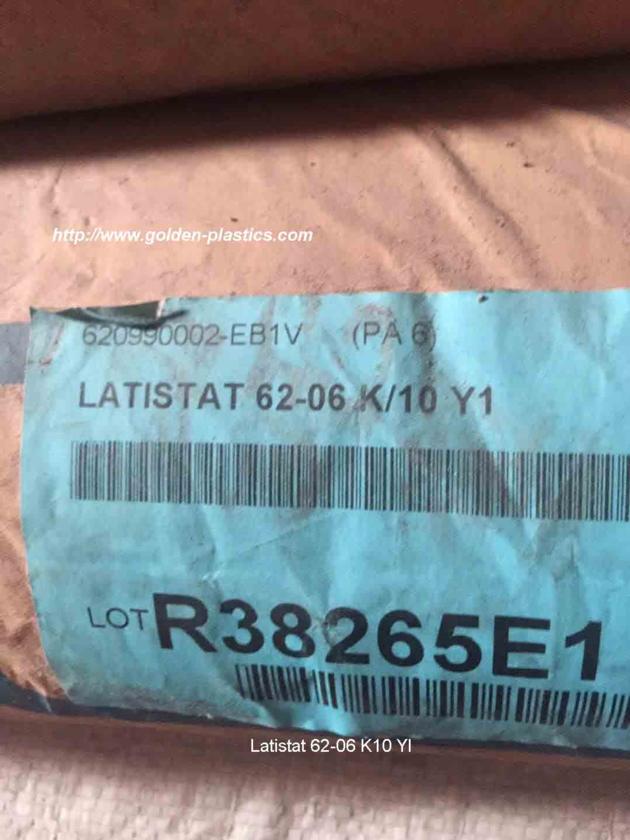 http://www.golden-plastics.com
620990002-EB1V (PA 6)
LATISTAT 62-06 K/10 Y1
LOT R38265E1
Latistat 62-06 K10 YI